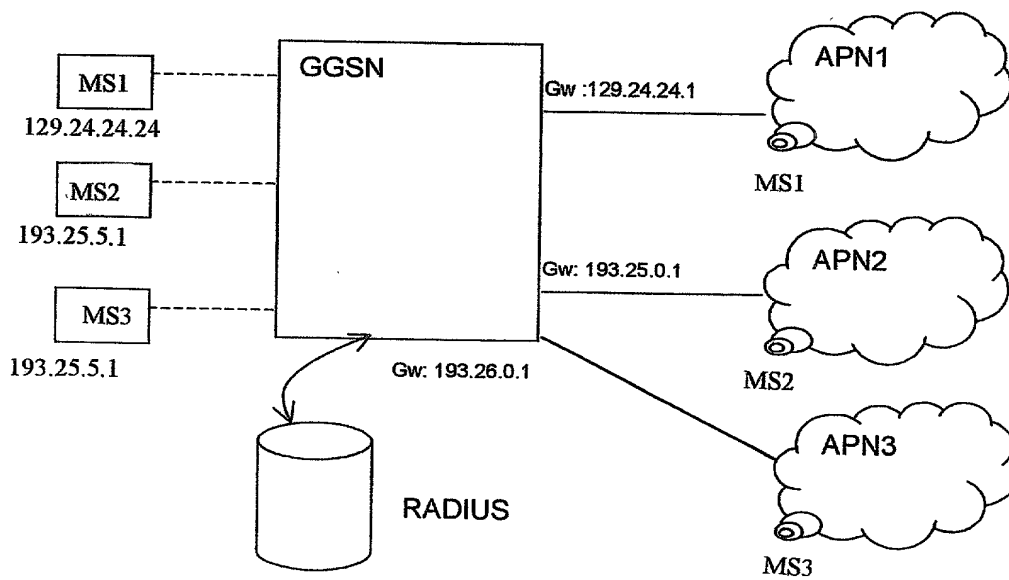 GGSN
APN1
MS1
Gw :129.24.24.1
129.24.24.24
MS1
MS2
193.25.5.1
APN2
Gw: 193.25.0.1
MS3
193.25.5.1
Gw: 193.26.0.1
MS2
APN3
RADIUS
MS3